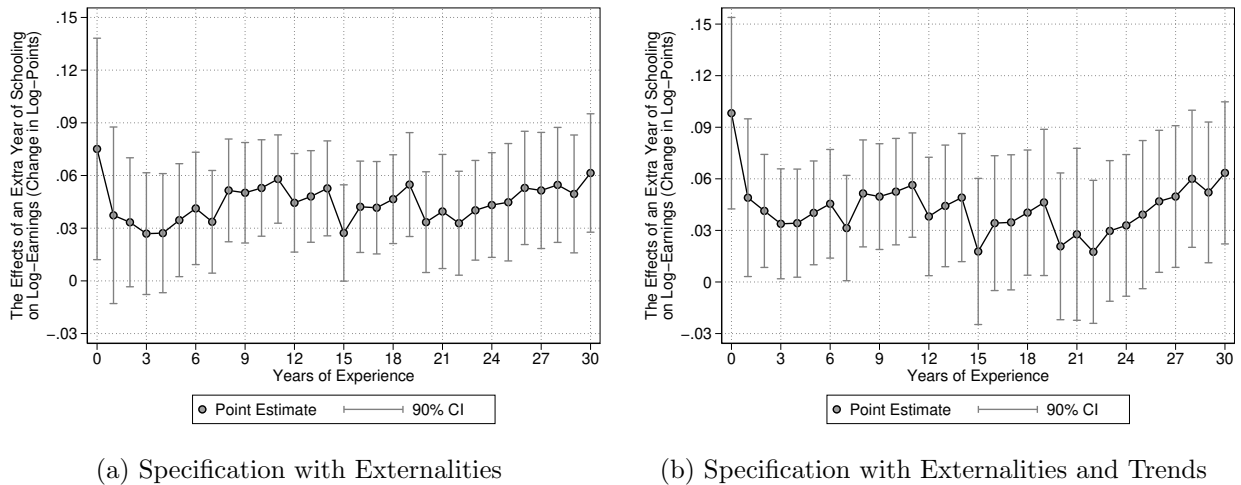 The Effects of an Extra Year of Schooling
on Log−Earnings (Change in Log−Points)
.15
.12
.09
.06
.03
0
−.03
0 3 6 9 12 15 18 21 24 27 30
Years of Experience
Point Estimate 90% CI
(a) Specification with Externalities
The Effects of an Extra Year of Schooling
on Log−Earnings (Change in Log−Points)
.15
.12
.09
.06
.03
0
−.03
0 3 6 9 12 15 18 21 24 27 30
Years of Experience
Point Estimate 90% CI
(b) Specification with Externalities and Trends